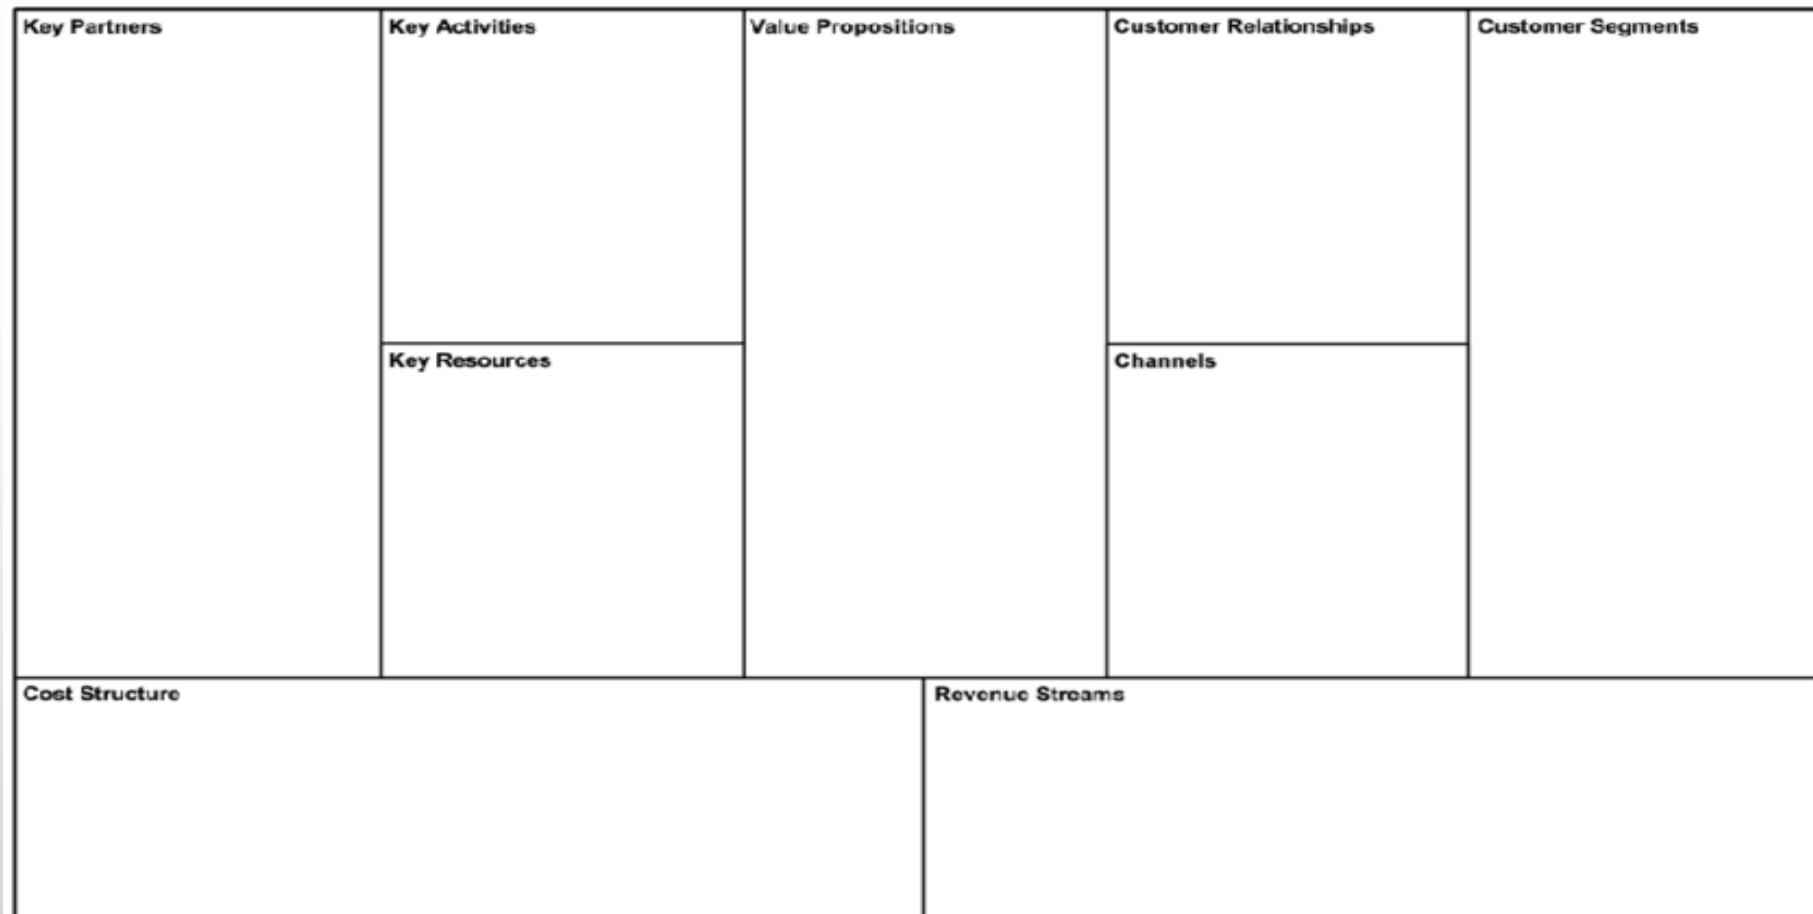 Key Partners
Key Activities
Value Propositions
Customer Relationships
Customer Segments
Key Resources
Channels
Cost Structure
Revenue Streams